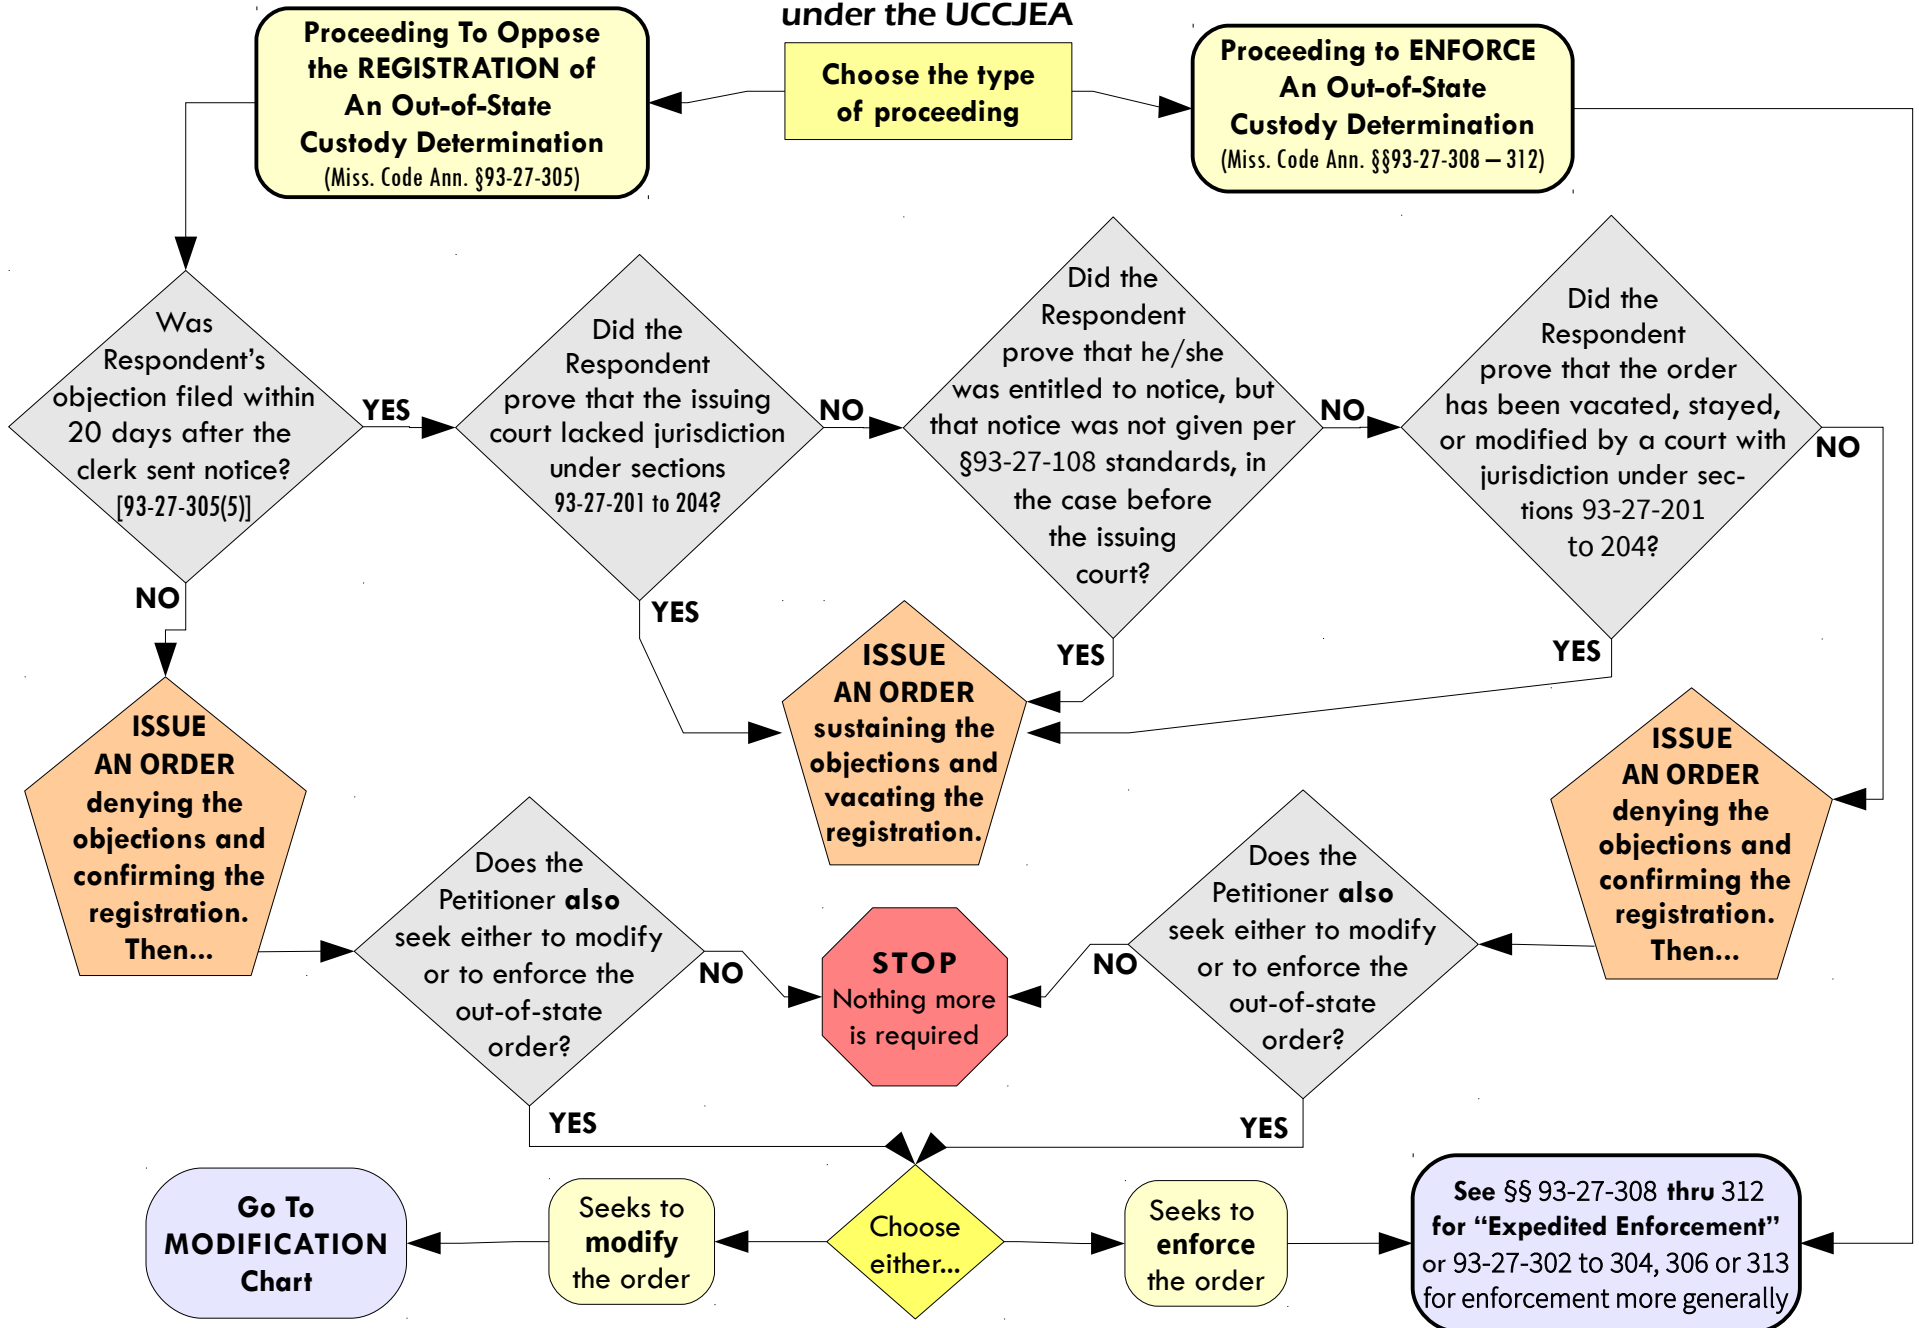 under the UCCJEA
Proceeding To Oppose
the REGISTRATION of
An Out-of-State
Custody Determination
(Miss. Code Ann. §93-27-305)
Choose the type
of proceeding
Proceeding to ENFORCE
An Out-of-State
Custody Determination
(Miss. Code Ann. §§93-27-308 – 312)
Was
Respondent's
objection filed within
20 days after the
clerk sent notice?
[93-27-305(5)]
YES
NO
Did the
Respondent
prove that the issuing
court lacked jurisdiction
under sections
93-27-201 to 204?
NO
YES
Did the
Respondent
prove that he/she
was entitled to notice, but
that notice was not given per
§93-27-108 standards, in
the case before
the issuing
court?
NO
YES
Did the
Respondent
prove that the order
has been vacated, stayed,
or modified by a court with
jurisdiction under sec-
tions 93-27-201
to 204?
NO
YES
ISSUE
AN ORDER
denying the
objections and
confirming the
registration.
Then...
ISSUE
AN ORDER
sustaining the
objections and
vacating the
registration.
ISSUE
AN ORDER
denying the
objections and
confirming the
registration.
Then...
Does the
Petitioner also
seek either to modify
or to enforce the
out-of-state
order?
NO
YES
STOP
Nothing more
is required
Does the
Petitioner also
seek either to modify
or to enforce the
out-of-state
order?
NO
YES
Go To
MODIFICATION
Chart
Seeks to
modify
the order
Choose
either...
Seeks to
enforce
the order
See §§ 93-27-308 thru 312
for “Expedited Enforcement”
or 93-27-302 to 304, 306 or 313
for enforcement more generally